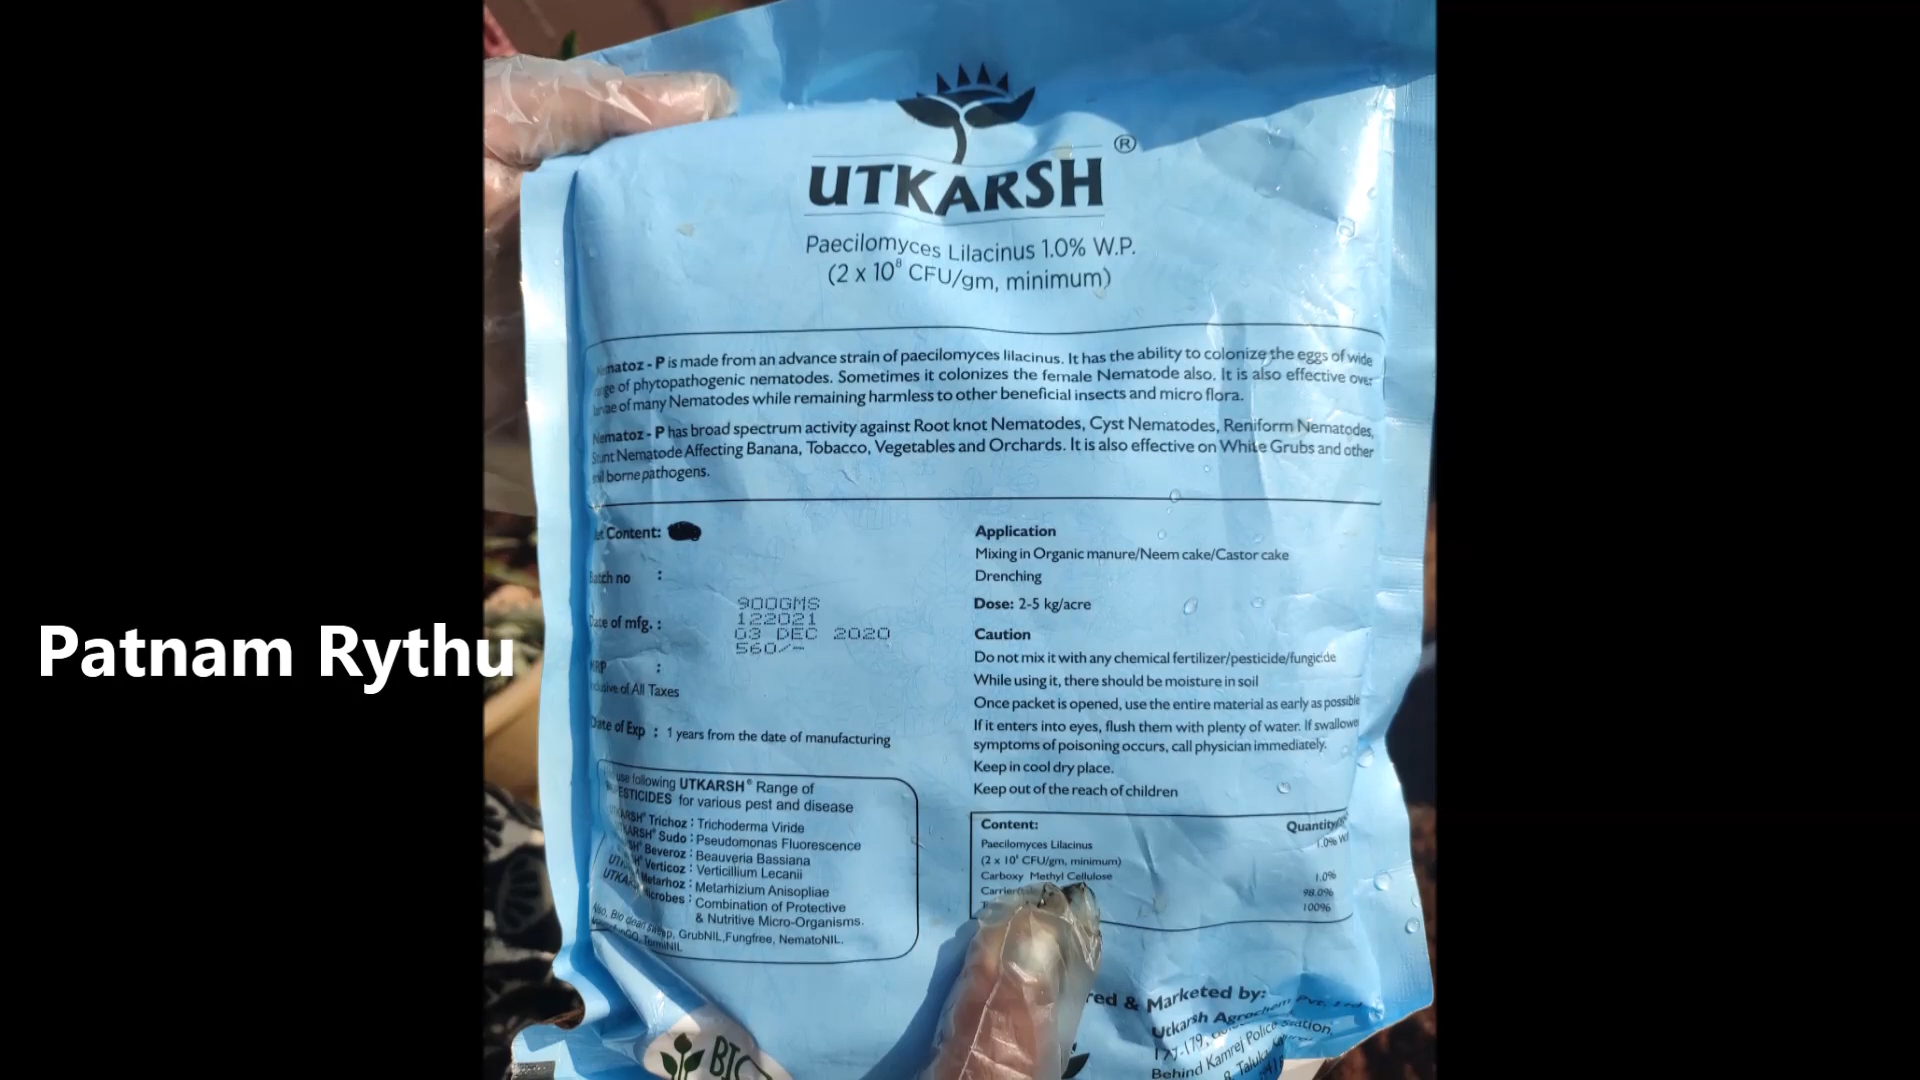 UTKARSH ®
Paecilomyces Lilacinus 1.0% W.P.
(2 x 10⁸ CFU/gm, minimum)
matoz - P is made from an advance strain of paecilomyces lilacinus. It has the ability to colonize the eggs of wide
ge of phytopathogenic nematodes. Sometimes it colonizes the female Nematode also. It is also effective over
larvae of many Nematodes while remaining harmless to other beneficial insects and micro flora.
Nematoz - P has broad spectrum activity against Root knot Nematodes, Cyst Nematodes, Reniform Nematodes,
Stunt Nematode Affecting Banana, Tobacco, Vegetables and Orchards. It is also effective on White Grubs and other
soil borne pathogens.
Net Content:
Batch no :
900GMS
122021
Date of mfg. :
03 DEC 2020
560/-
MRP :
Inclusive of All Taxes
Date of Exp : 1 years from the date of manufacturing
use following UTKARSH® Range of
PESTICIDES for various pest and disease
UTKARSH® Trichoz : Trichoderma Viride
UTKARSH® Sudo : Pseudomonas Fluorescence
Beveroz : Beauveria Bassiana
Verticoz : Verticillium Lecanii
Metarhoz : Metarhizium Anisopliae
Microbes : Combination of Protective
& Nutritive Micro-Organisms.
Also, Bio clean sweep, GrubNIL,Fungfree, NematoNIL.
TermiNIL
Application
Mixing in Organic manure/Neem cake/Castor cake
Drenching
Dose: 2-5 kg/acre
Caution
Do not mix it with any chemical fertilizer/pesticide/fungicide
While using it, there should be moisture in soil
Once packet is opened, use the entire material as early as possible
If it enters into eyes, flush them with plenty of water. If swallowe
symptoms of poisoning occurs, call physician immediately.
Keep in cool dry place.
Keep out of the reach of children
Content: Quantity
Paecilomyces Lilacinus 1.0%
(2 x 10⁸ CFU/gm, minimum)
Carboxy Methyl Cellulose 1.0%
Carrier 98.0%
100%
red & Marketed by:
Utkarsh Agrochem Pvt. Ltd
177-179,
Behind Kamrej Police Station,
Taluka
BIO
Patnam Rythu